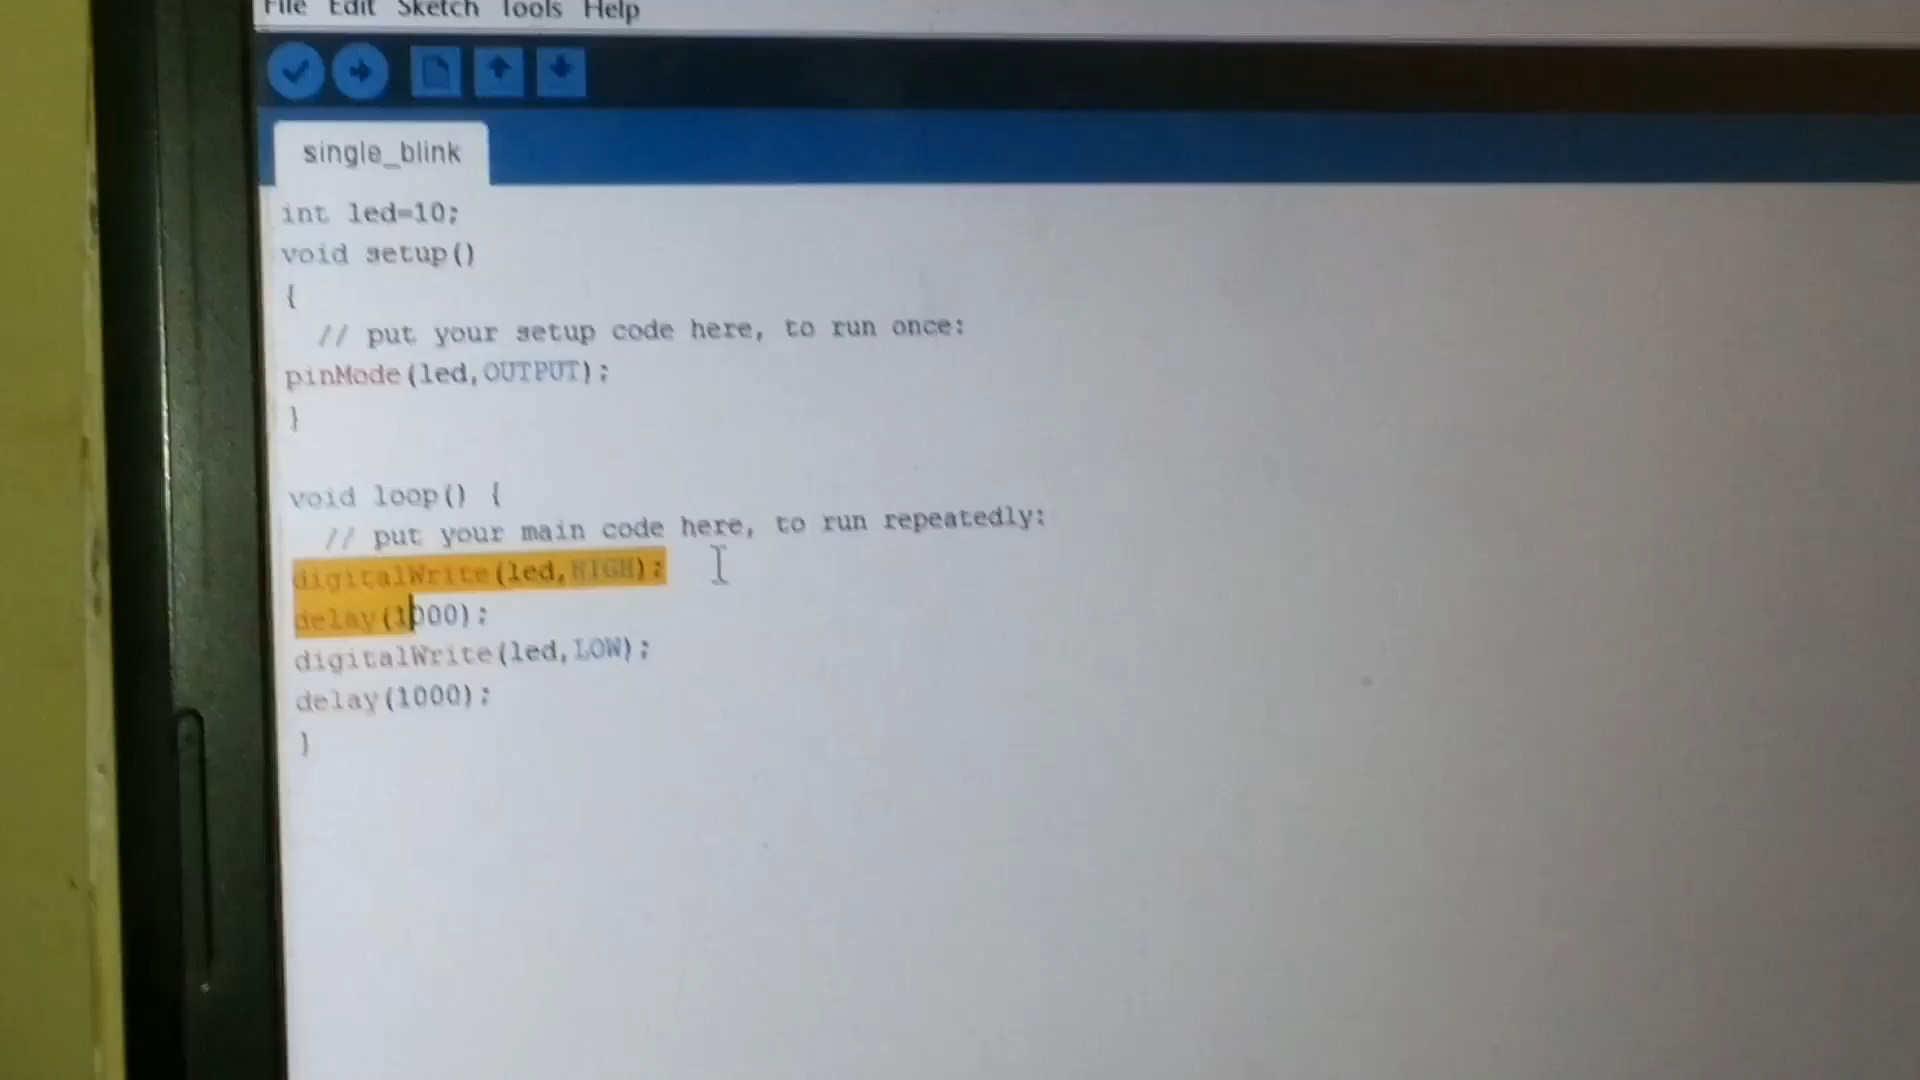 File Edit Sketch Tools Help
single_blink
int led=10;
void setup()
{
// put your setup code here, to run once:
pinMode(led,OUTPUT);
}
void loop() {
// put your main code here, to run repeatedly:
digitalWrite(led,HIGH);
delay(1000);
digitalWrite(led,LOW);
delay(1000);
}